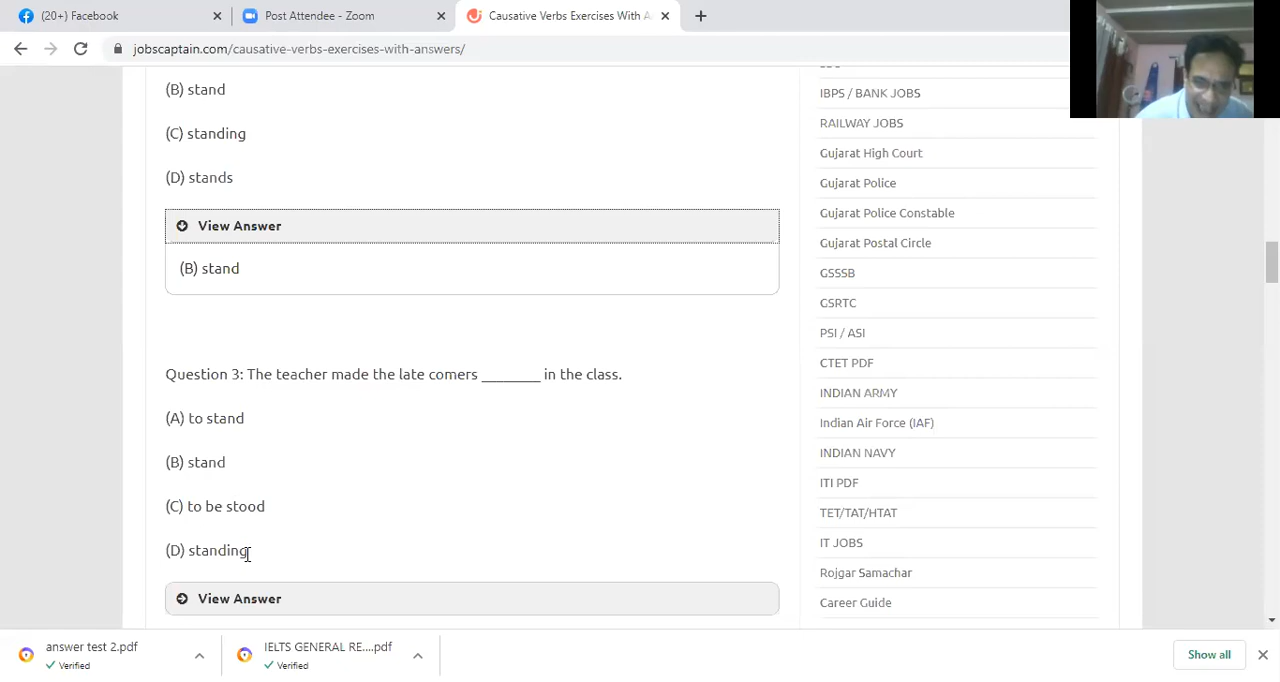 (20+) Facebook
Post Attendee - Zoom
Causative Verbs Exercises With A
jobscaptain.com/causative-verbs-exercises-with-answers/
(B) stand
(C) standing
(D) stands
View Answer
(B) stand
Question 3: The teacher made the late comers ________ in the class.
(A) to stand
(B) stand
(C) to be stood
(D) standing
View Answer
IBPS / BANK JOBS
RAILWAY JOBS
Gujarat High Court
Gujarat Police
Gujarat Police Constable
Gujarat Postal Circle
GSSSB
GSRTC
PSI / ASI
CTET PDF
INDIAN ARMY
Indian Air Force (IAF)
INDIAN NAVY
ITI PDF
TET/TAT/HTAT
IT JOBS
Rojgar Samachar
Career Guide
answer test 2.pdf
Verified
IELTS GENERAL RE....pdf
Verified
Show all